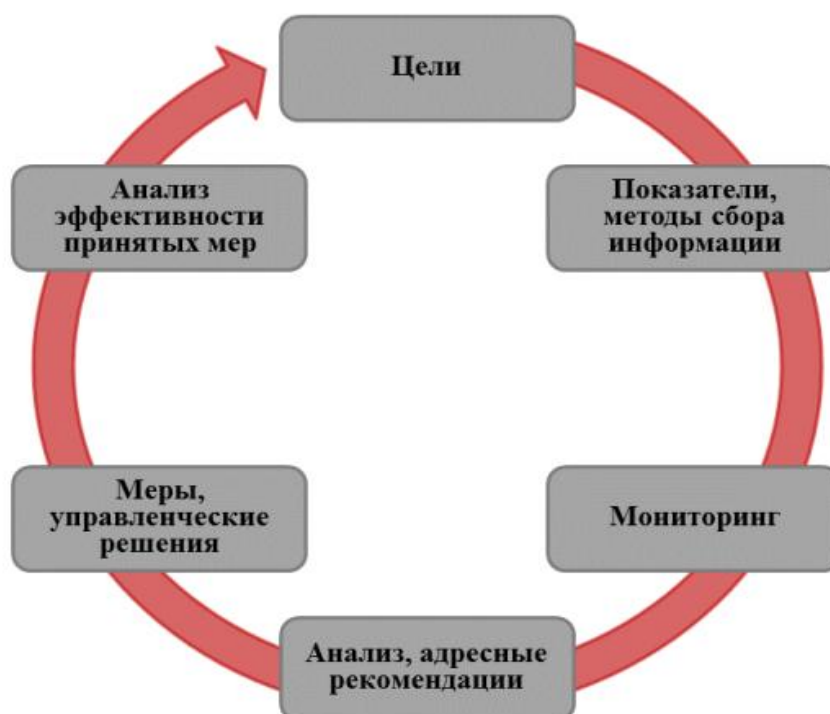 Цели
Показатели,
методы сбора
информации
Мониторинг
Анализ, адресные
рекомендации
Меры,
управленческие
решения
Анализ
эффективности
принятых мер